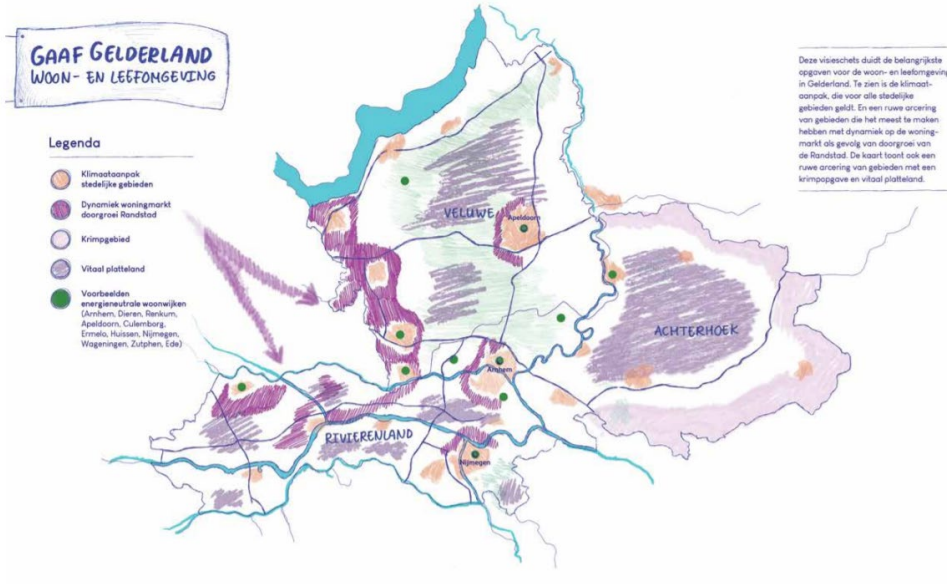 GAAF GELDERLAND
WOON- EN LEEFOMGEVING
Deze visieschets duidt de belangrijkste
opgaven voor de woon- en leefomgeving
in Gelderland. Te zien is de klimaat-
aanpak, die voor alle stedelijke
gebieden geldt. En een ruwe arcering
van gebieden die het meest te maken
hebben met dynamiek op de woning-
markt als gevolg van doorgroei van
de Randstad. De kaart toont ook een
ruwe arcering van gebieden met een
krimpopgave en vitaal platteland.
Legenda
Klimaataanpak
stedelijke gebieden
Dynamiek woningmarkt
doorgroei Randstad
Krimpgebied
Vitaal platteland
Voorbeelden
energieneutrale woonwijken
(Arnhem, Dieren, Renkum,
Apeldoorn, Culemborg,
Ermelo, Huissen, Nijmegen,
Wageningen, Zutphen, Ede)
VELUWE
Apeldoorn
ACHTERHOEK
Arnhem
RIVIERENLAND
Nijmegen